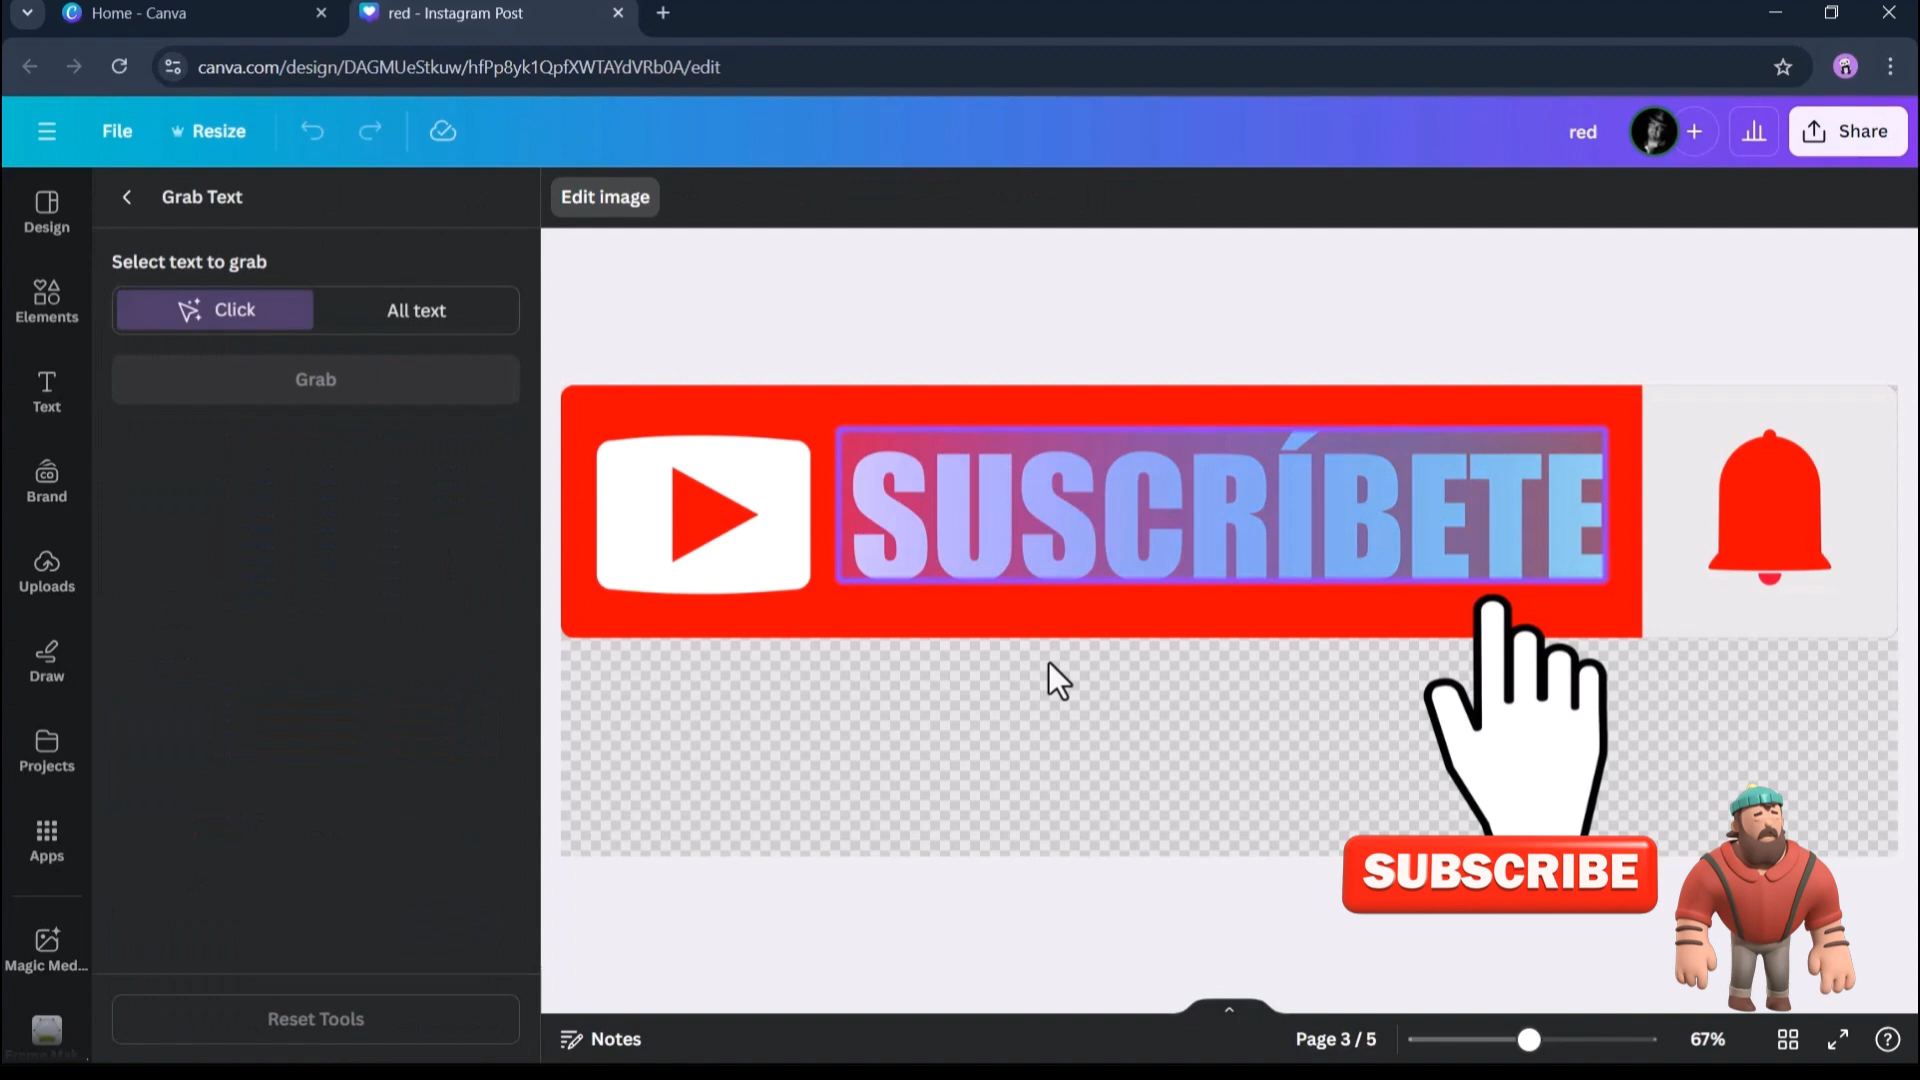 Home - Canva
red - Instagram Post
canva.com/design/DAGMUeStkuw/hfPp8yk1QpfXWTAYdVRb0A/edit
File
Resize
red
Share
Design
Elements
Text
Brand
Uploads
Draw
Projects
Apps
Magic Med...
Grab Text
Select text to grab
Click
All text
Grab
Reset Tools
Edit image
SUSCRÍBETE
SUBSCRIBE
Notes
Page 3 / 5
67%